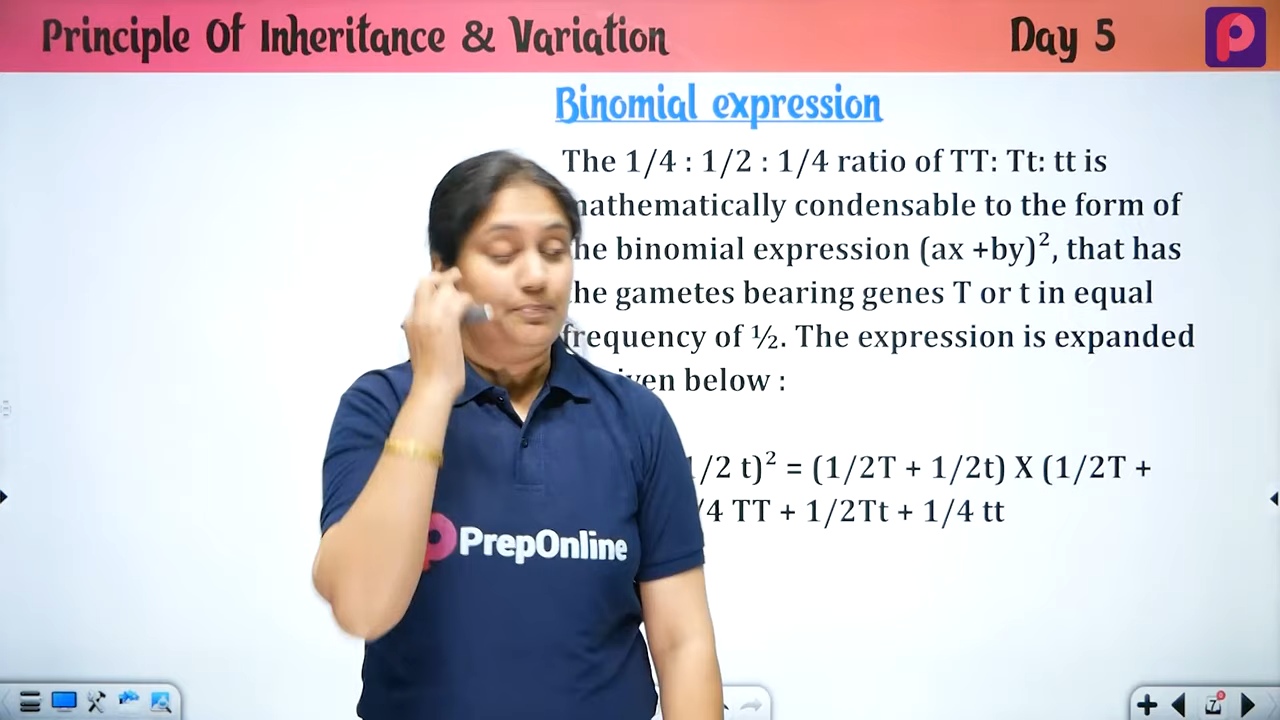 Principle Of Inheritance & Variation
Day 5
Binomial expression
The 1/4 : 1/2 : 1/4 ratio of TT: Tt: tt is
mathematically condensable to the form of
the binomial expression (ax +by)², that has
the gametes bearing genes T or t in equal
frequency of ½. The expression is expanded
below :
1/2 t)² = (1/2T + 1/2t) X (1/2T +
/4 TT + 1/2Tt + 1/4 tt
PrepOnline
7